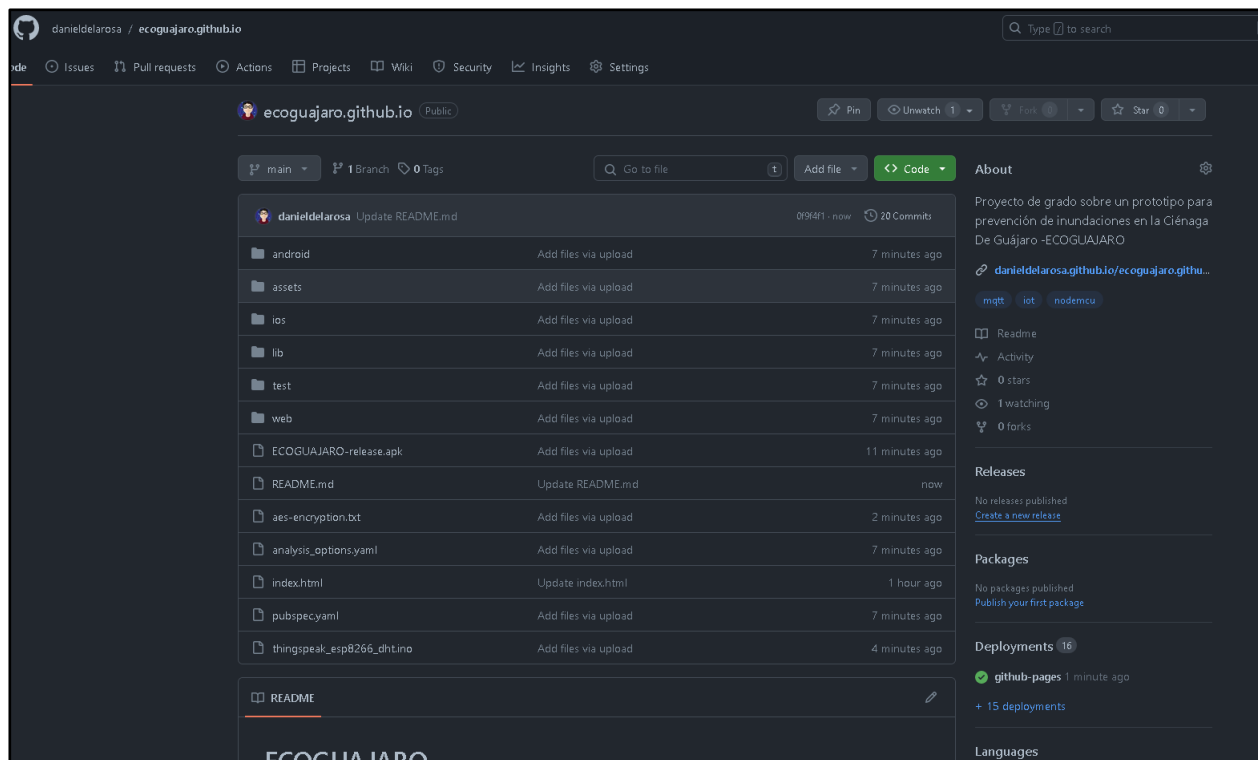 danieldelarosa / ecoguajaro.github.io
Type / to search
ode Issues Pull requests Actions Projects Wiki Security Insights Settings
ecoguajaro.github.io Public
Pin Unwatch 1 Fork 0 Star 0
main 1 Branch 0 Tags Go to file t Add file <> Code
danieldelarosa Update README.md 0f9f4f1 · now 20 Commits
android Add files via upload 7 minutes ago
assets Add files via upload 7 minutes ago
ios Add files via upload 7 minutes ago
lib Add files via upload 7 minutes ago
test Add files via upload 7 minutes ago
web Add files via upload 7 minutes ago
ECOGUAJARO-release.apk Add files via upload 11 minutes ago
README.md Update README.md now
aes-encryption.txt Add files via upload 2 minutes ago
analysis_options.yaml Add files via upload 7 minutes ago
index.html Update index.html 1 hour ago
pubspec.yaml Add files via upload 7 minutes ago
thingspeak_esp8266_dht.ino Add files via upload 4 minutes ago
README
ECOGUAJARO
About
Proyecto de grado sobre un prototipo para
prevención de inundaciones en la Ciénaga
De Guájaro -ECOGUAJARO
danieldelarosa.github.io/ecoguajaro.githu...
mqtt iot nodemcu
Readme
Activity
0 stars
1 watching
0 forks
Releases
No releases published
Create a new release
Packages
No packages published
Publish your first package
Deployments 16
github-pages 1 minute ago
+ 15 deployments
Languages